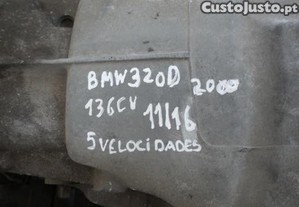 CustoJusto.pt
BMW320D 2000
136CV 11/16
5 VELOCIDADES